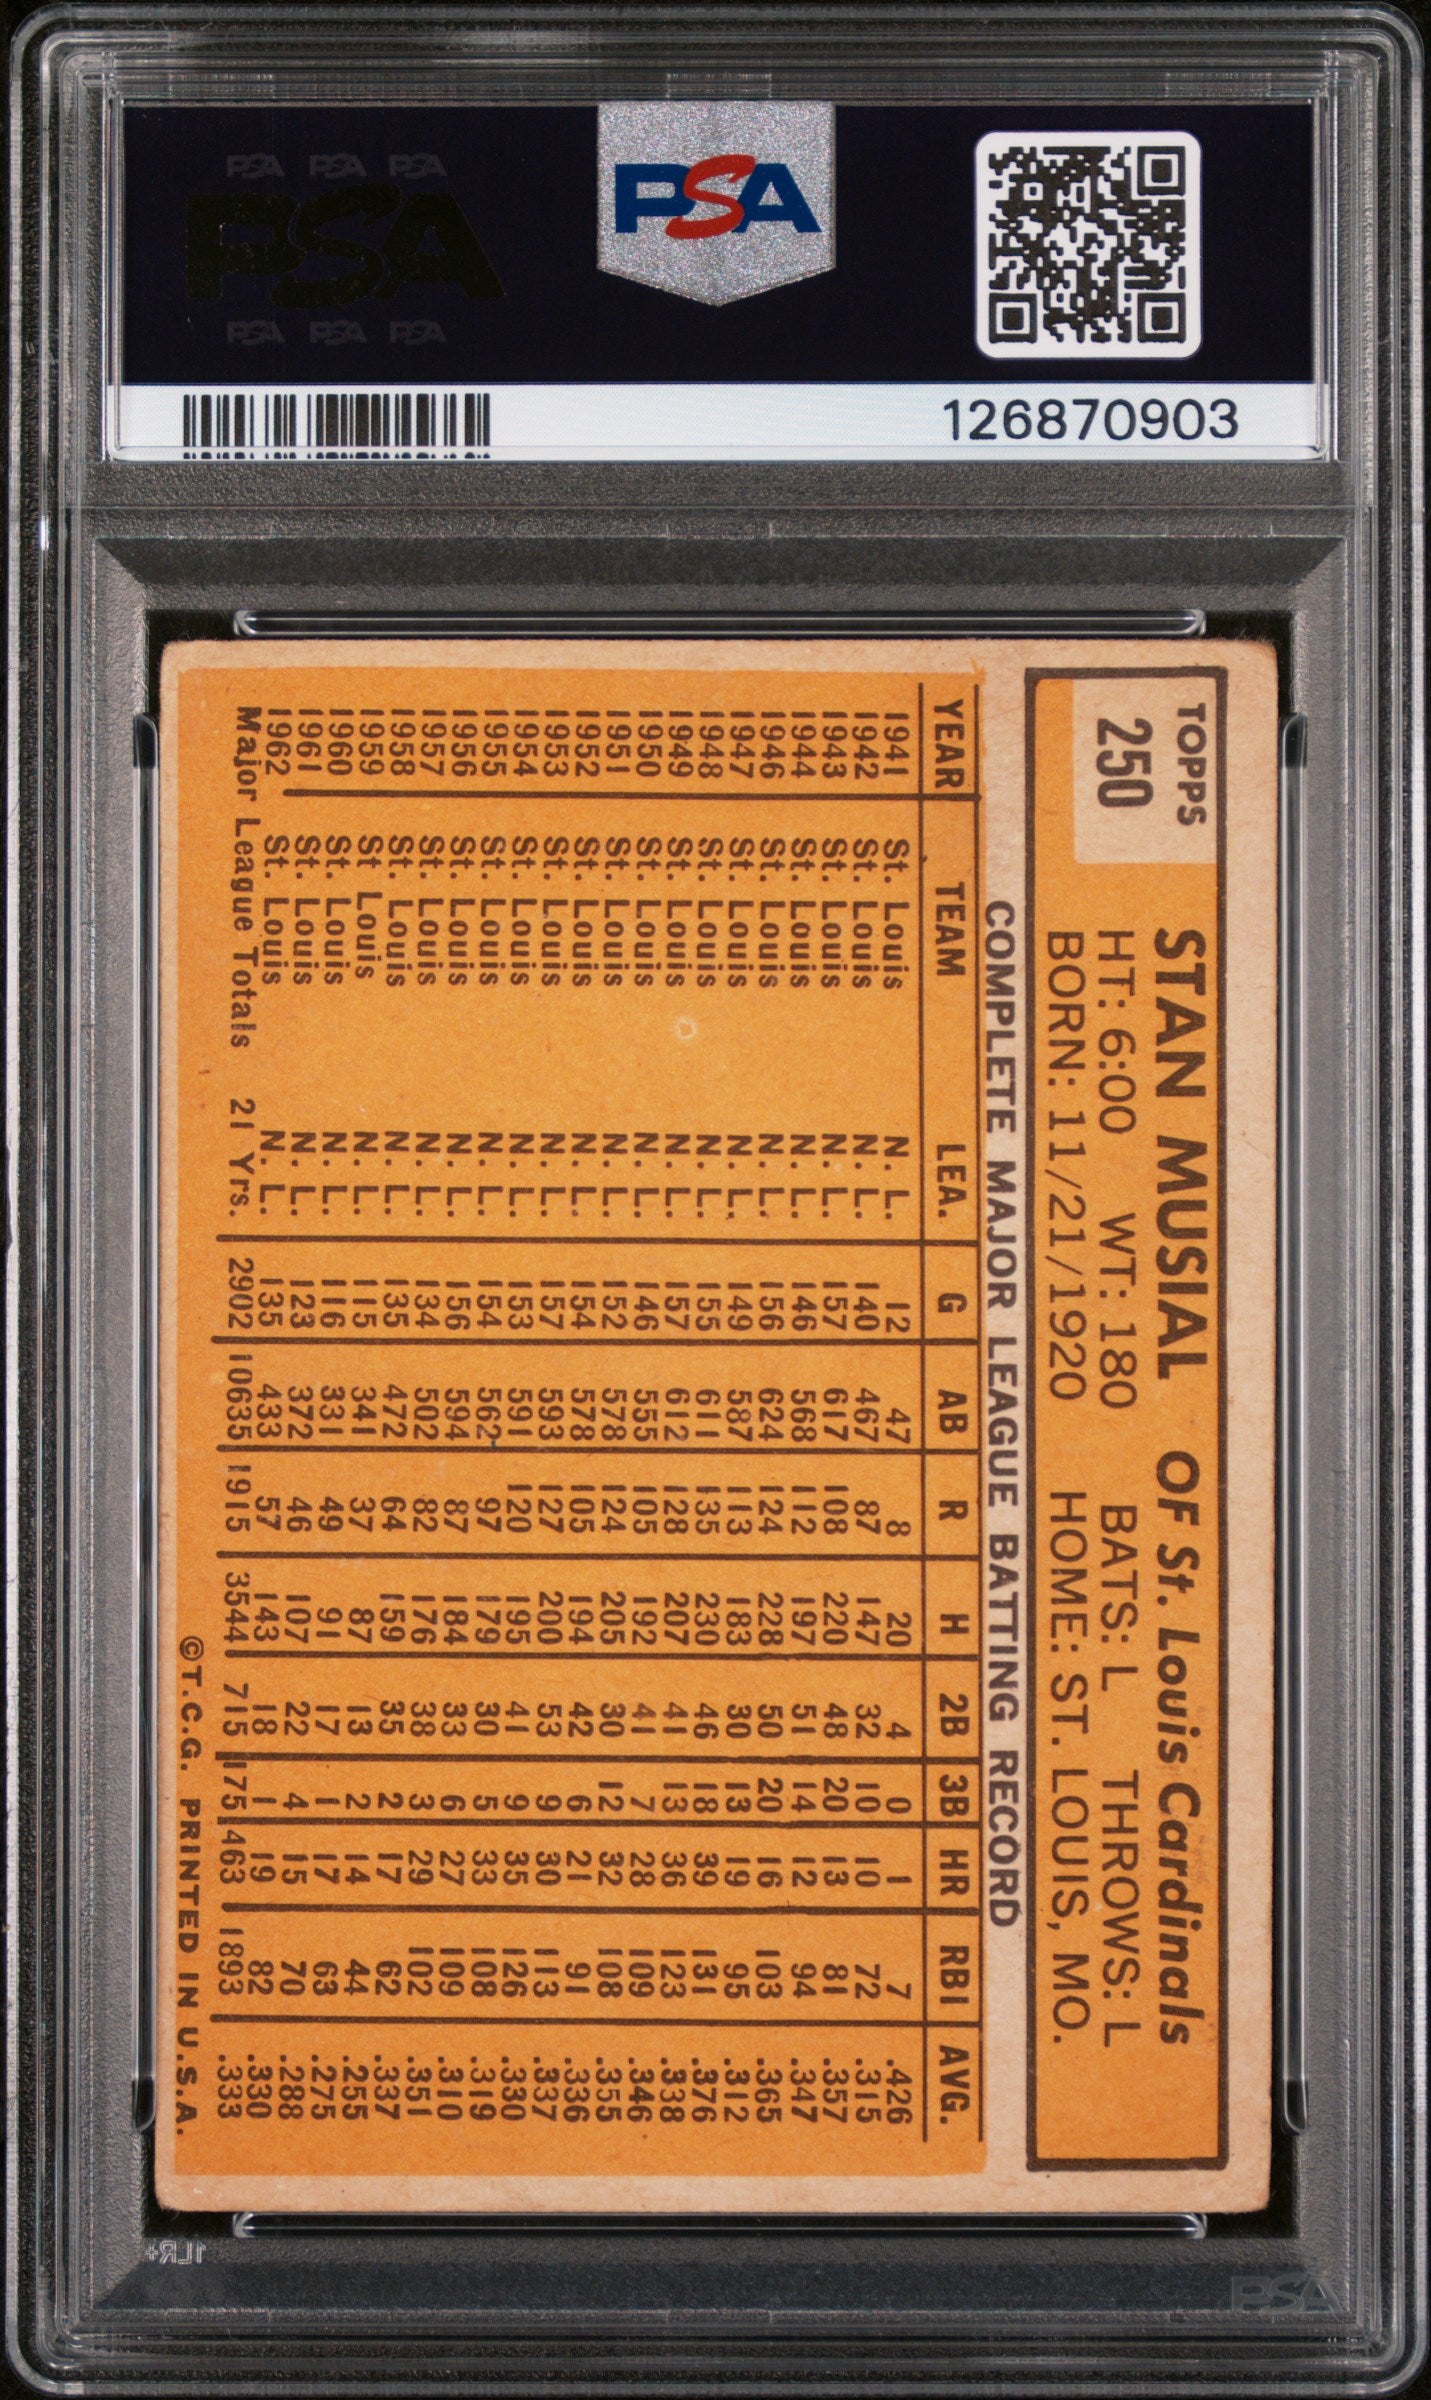 PSA PSA PSA
PSA
PSA PSA PSA
PSA
126870903
TOPPS
250
STAN MUSIAL OF St. Louis Cardinals
HT: 6:00 WT: 180 BATS: L THROWS: L
BORN: 11/21/1920 HOME: ST. LOUIS, MO.
COMPLETE MAJOR LEAGUE BATTING RECORD
YEAR TEAM LEA. G AB R H 2B 3B HR RBI AVG.
1941 St. Louis N. L. 12 47 8 20 4 0 1 7 .426
1942 St. Louis N. L. 140 467 87 147 32 10 10 72 .315
1943 St. Louis N. L. 157 617 108 220 48 20 13 81 .357
1944 St. Louis N. L. 146 568 112 197 51 14 12 94 .347
1946 St. Louis N. L. 156 624 124 228 50 20 16 103 .365
1947 St. Louis N. L. 149 587 113 183 30 13 19 95 .312
1948 St. Louis N. L. 155 611 135 230 46 18 39 131 .376
1949 St. Louis N. L. 157 612 128 207 41 13 36 123 .338
1950 St. Louis N. L. 146 555 105 192 41 7 28 109 .346
1951 St. Louis N. L. 152 578 124 205 30 12 32 108 .355
1952 St. Louis N. L. 154 578 105 194 42 6 21 91 .336
1953 St. Louis N. L. 157 593 127 200 53 9 30 113 .337
1954 St. Louis N. L. 153 591 120 195 41 9 35 126 .330
1955 St. Louis N. L. 154 562 97 179 30 5 33 108 .319
1956 St. Louis N. L. 156 594 87 184 33 6 27 109 .310
1957 St. Louis N. L. 134 502 82 176 38 3 29 102 .351
1958 St. Louis N. L. 135 472 64 159 35 2 17 62 .337
1959 St Louis N. L. 115 341 37 87 13 2 14 44 .255
1960 St. Louis N. L. 116 331 49 91 17 1 17 63 .275
1961 St. Louis N. L. 123 372 46 107 22 4 15 70 .288
1962 St. Louis N. L. 135 433 57 143 18 1 19 82 .330
Major League Totals 21 Yrs. 2902 10635 1915 3544 715 175 463 1893 .333
©T.C.G. PRINTED IN U.S.A.
1LR+
PSA